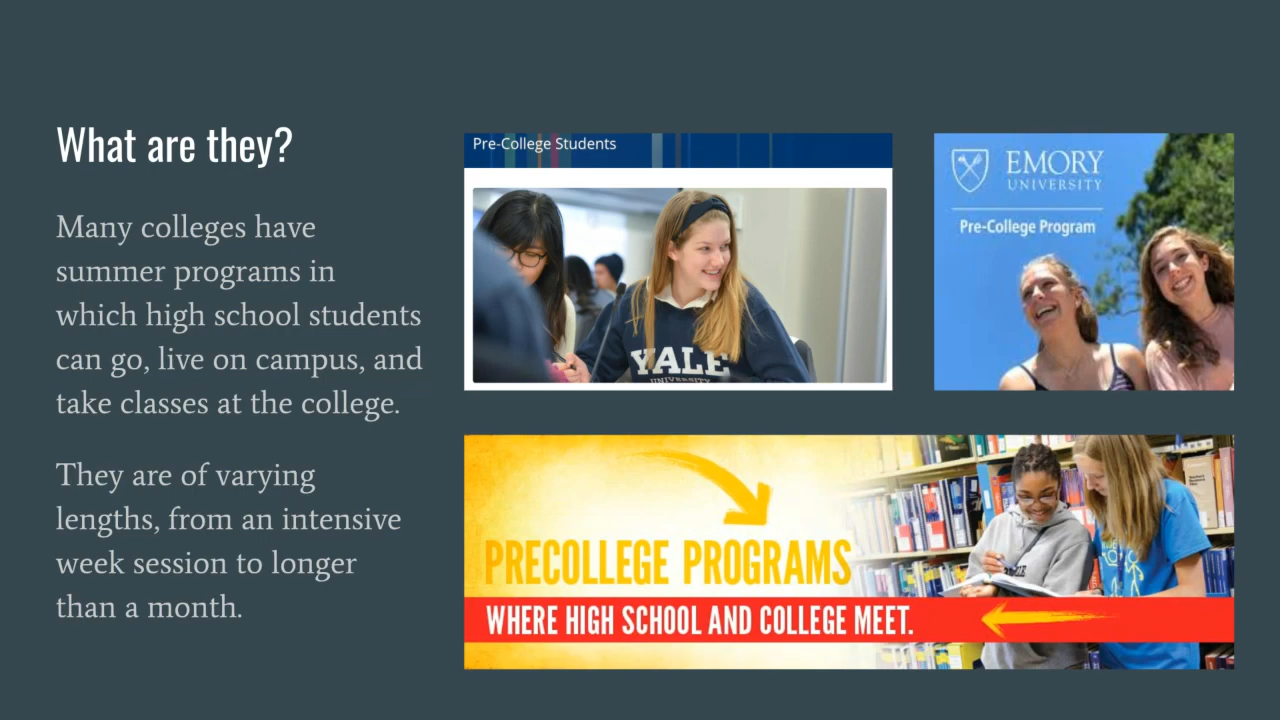 What are they?
Many colleges have
summer programs in
which high school students
can go, live on campus, and
take classes at the college.
They are of varying
lengths, from an intensive
week session to longer
than a month.
Pre-College Students
YALE
UNIVERSITY
EMORY
UNIVERSITY
Pre-College Program
PRECOLLEGE PROGRAMS
WHERE HIGH SCHOOL AND COLLEGE MEET.